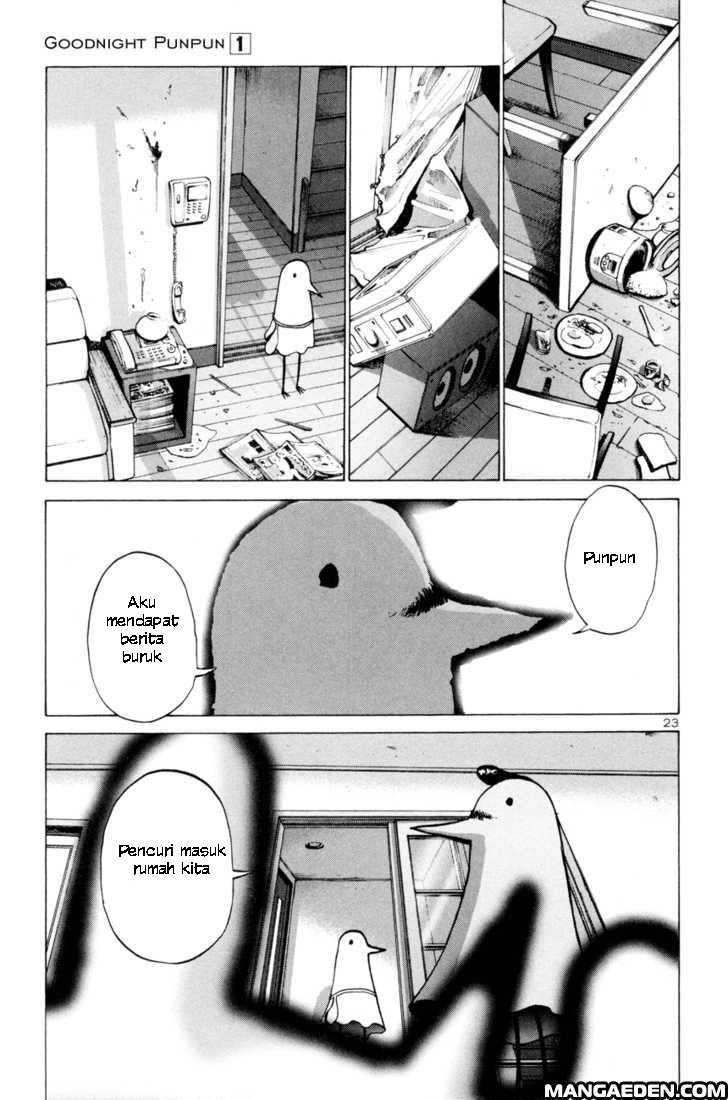 GOODNIGHT PUNPUN 1
Punpun
Aku
mendapat
berita
buruk
23
Pencuri masuk
rumah kita
MANGAEDEN.COM